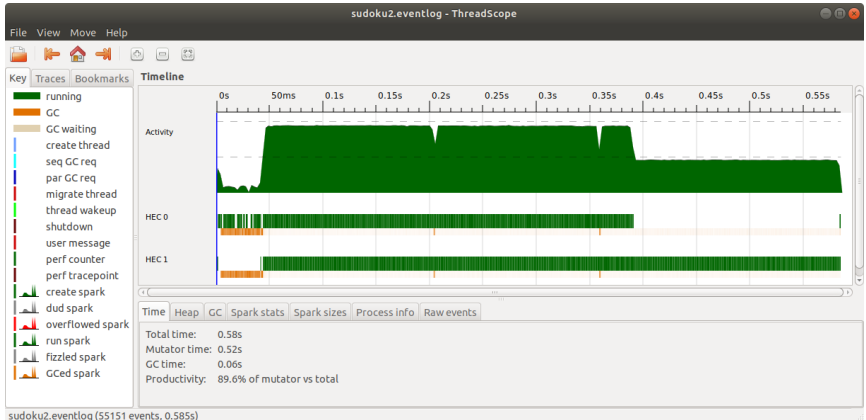 sudoku2.eventlog - ThreadScope
File View Move Help
Key Traces Bookmarks
running
GC
GC waiting
create thread
seq GC req
par GC req
migrate thread
thread wakeup
shutdown
user message
perf counter
perf tracepoint
create spark
dud spark
overflowed spark
run spark
fizzled spark
GCed spark
Timeline
0s 50ms 0.1s 0.15s 0.2s 0.25s 0.3s 0.35s 0.4s 0.45s 0.5s 0.55s
Activity
HEC 0
HEC 1
Time Heap GC Spark stats Spark sizes Process info Raw events
Total time: 0.58s
Mutator time: 0.52s
GC time: 0.06s
Productivity: 89.6% of mutator vs total
sudoku2.eventlog (55151 events, 0.585s)